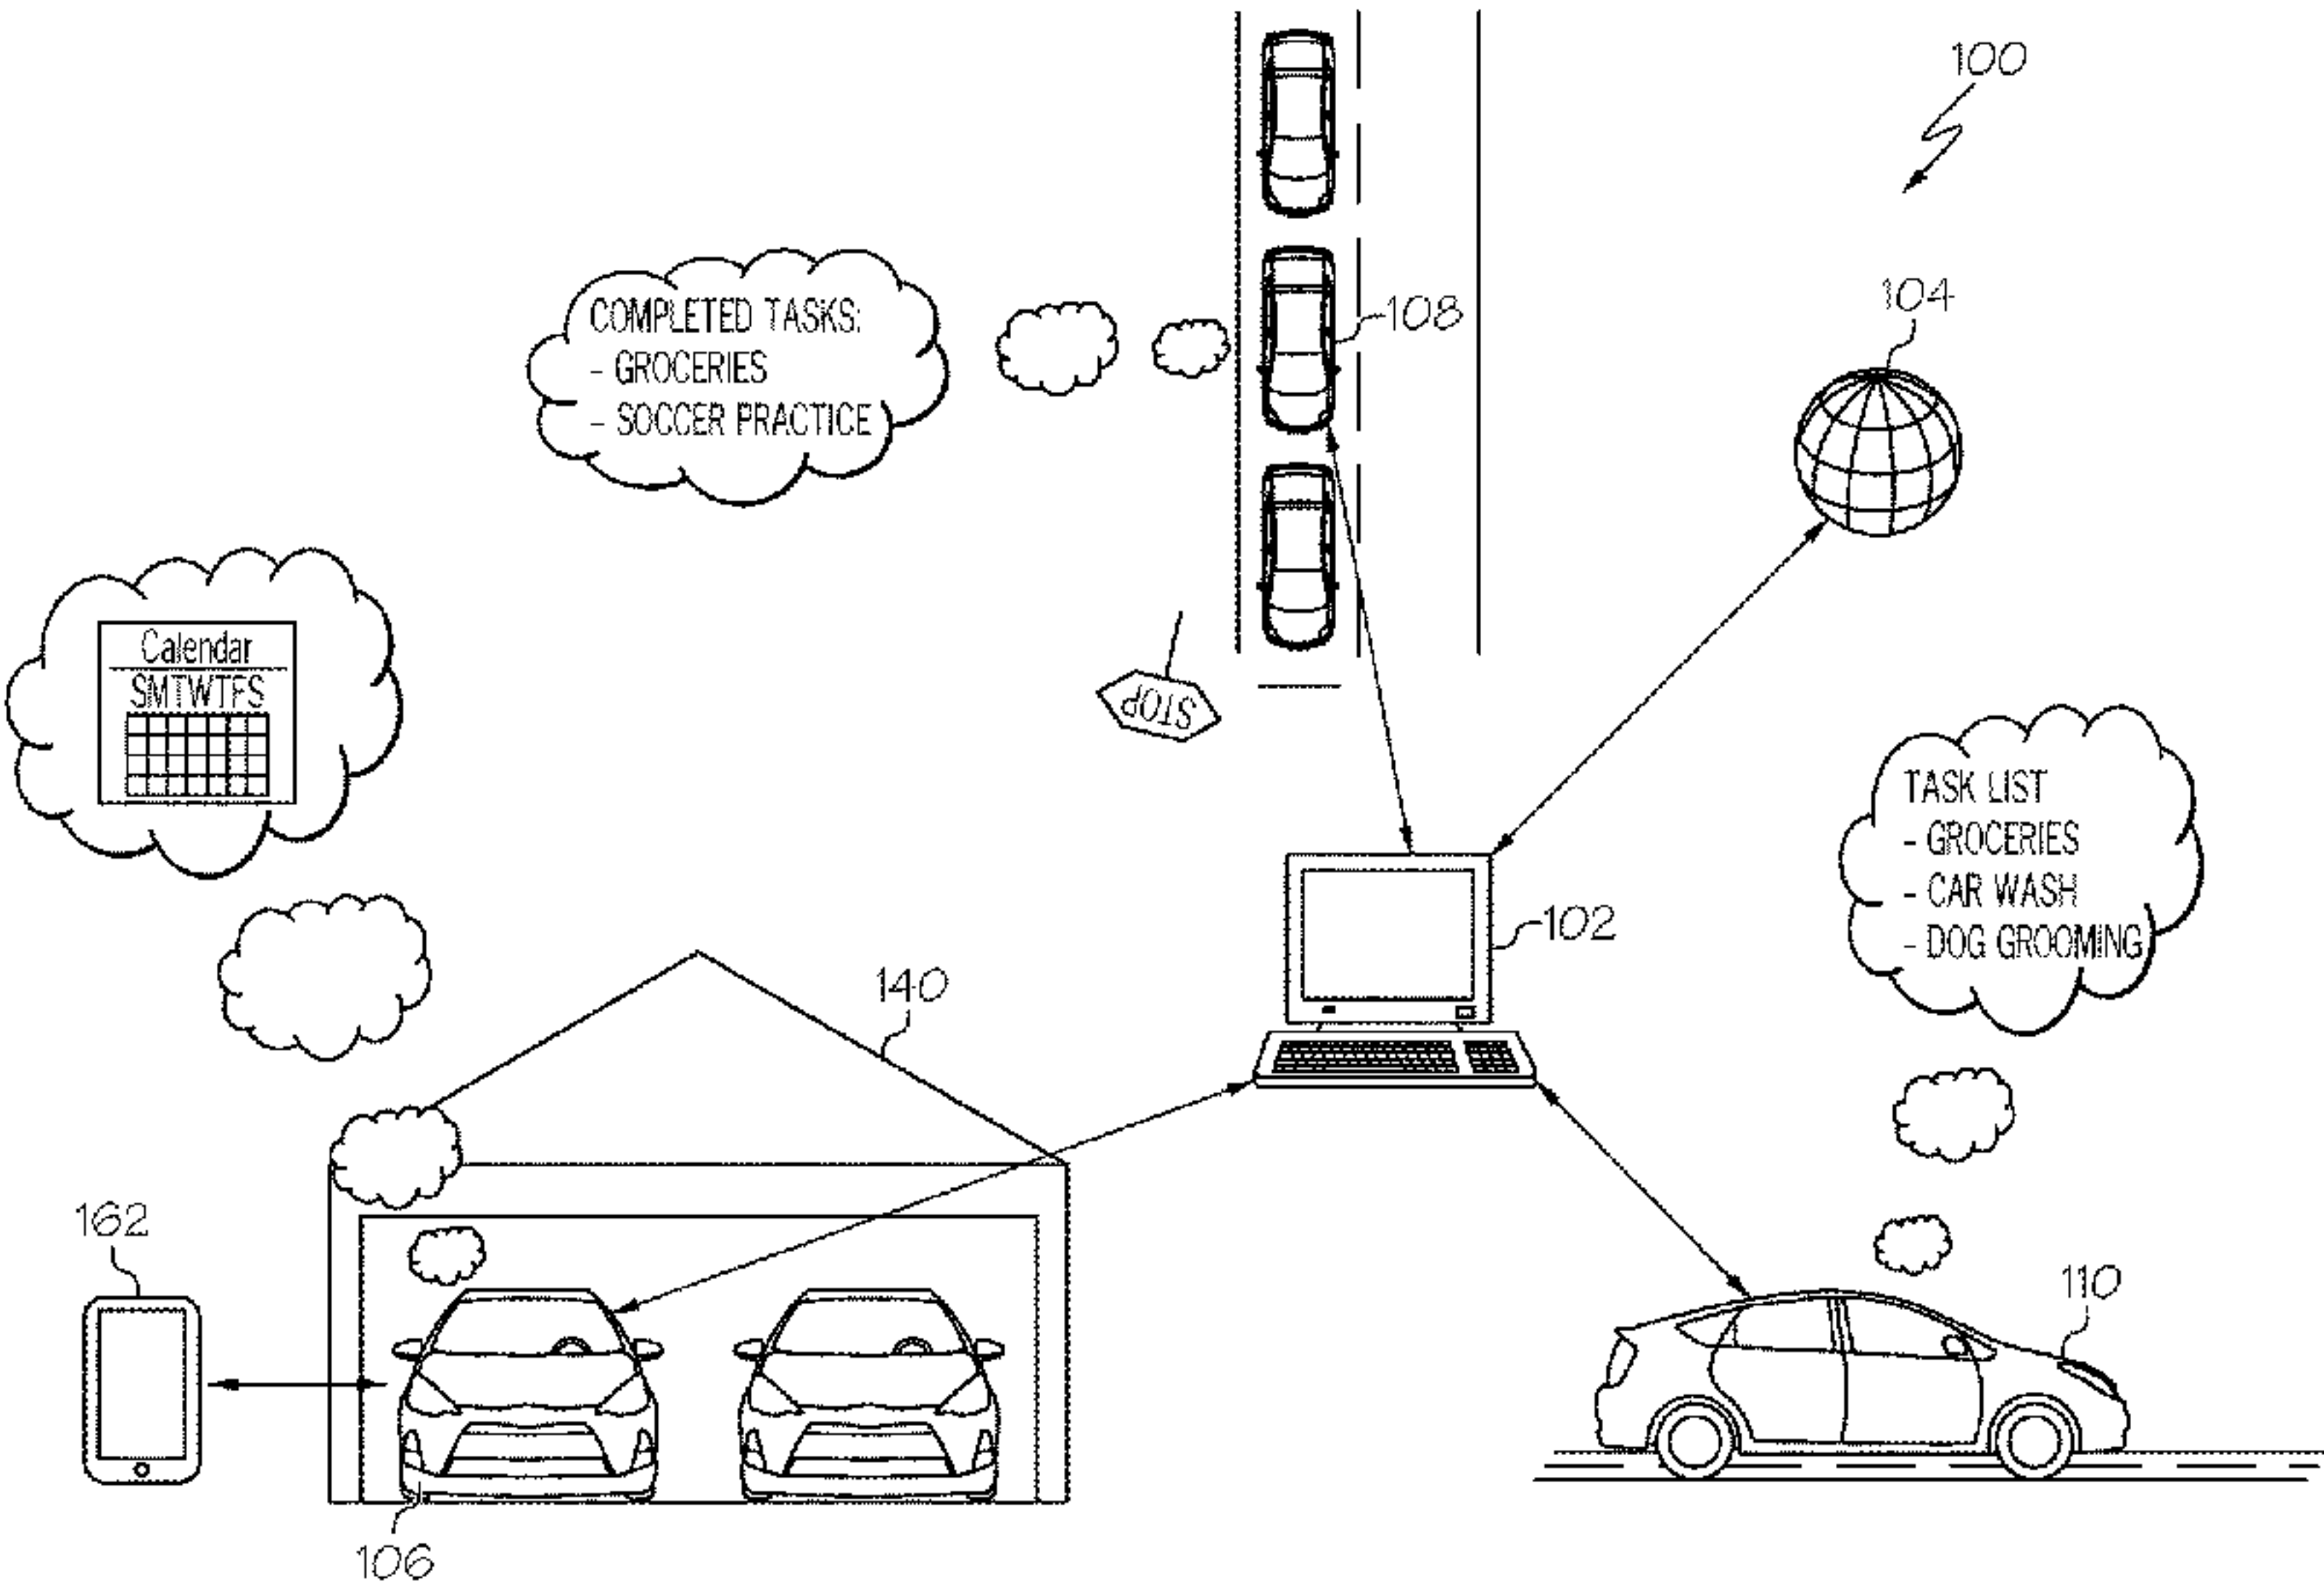 100
104
COMPLETED TASKS:
- GROCERIES
- SOCCER PRACTICE
108
Calendar
SMTWTFS
STOP
TASK LIST
- GROCERIES
- CAR WASH
- DOG GROOMING
102
140
162
110
106